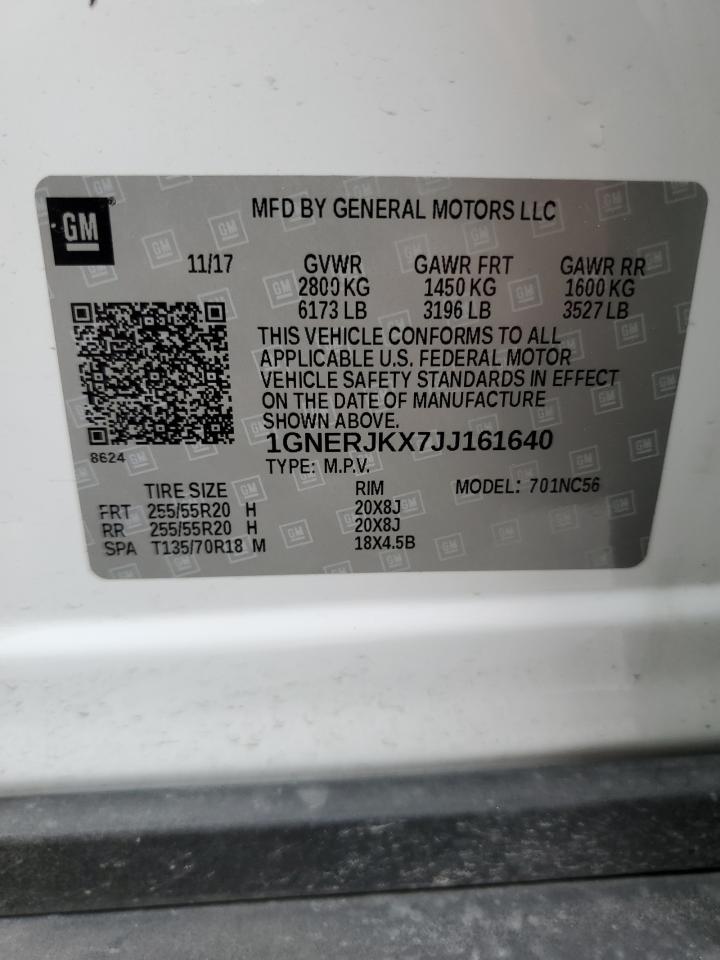 GM
MFD BY GENERAL MOTORS LLC
11/17 GVWR GAWR FRT GAWR RR
2800 KG 1450 KG 1600 KG
6173 LB 3196 LB 3527 LB
THIS VEHICLE CONFORMS TO ALL
APPLICABLE U.S. FEDERAL MOTOR
VEHICLE SAFETY STANDARDS IN EFFECT
ON THE DATE OF MANUFACTURE
SHOWN ABOVE.
8624 1GNERJKX7JJ161640
TYPE: M.P.V.
TIRE SIZE RIM MODEL: 701NC56
FRT 255/55R20 H 20X8J
RR 255/55R20 H 20X8J
SPA T135/70R18 M 18X4.5B